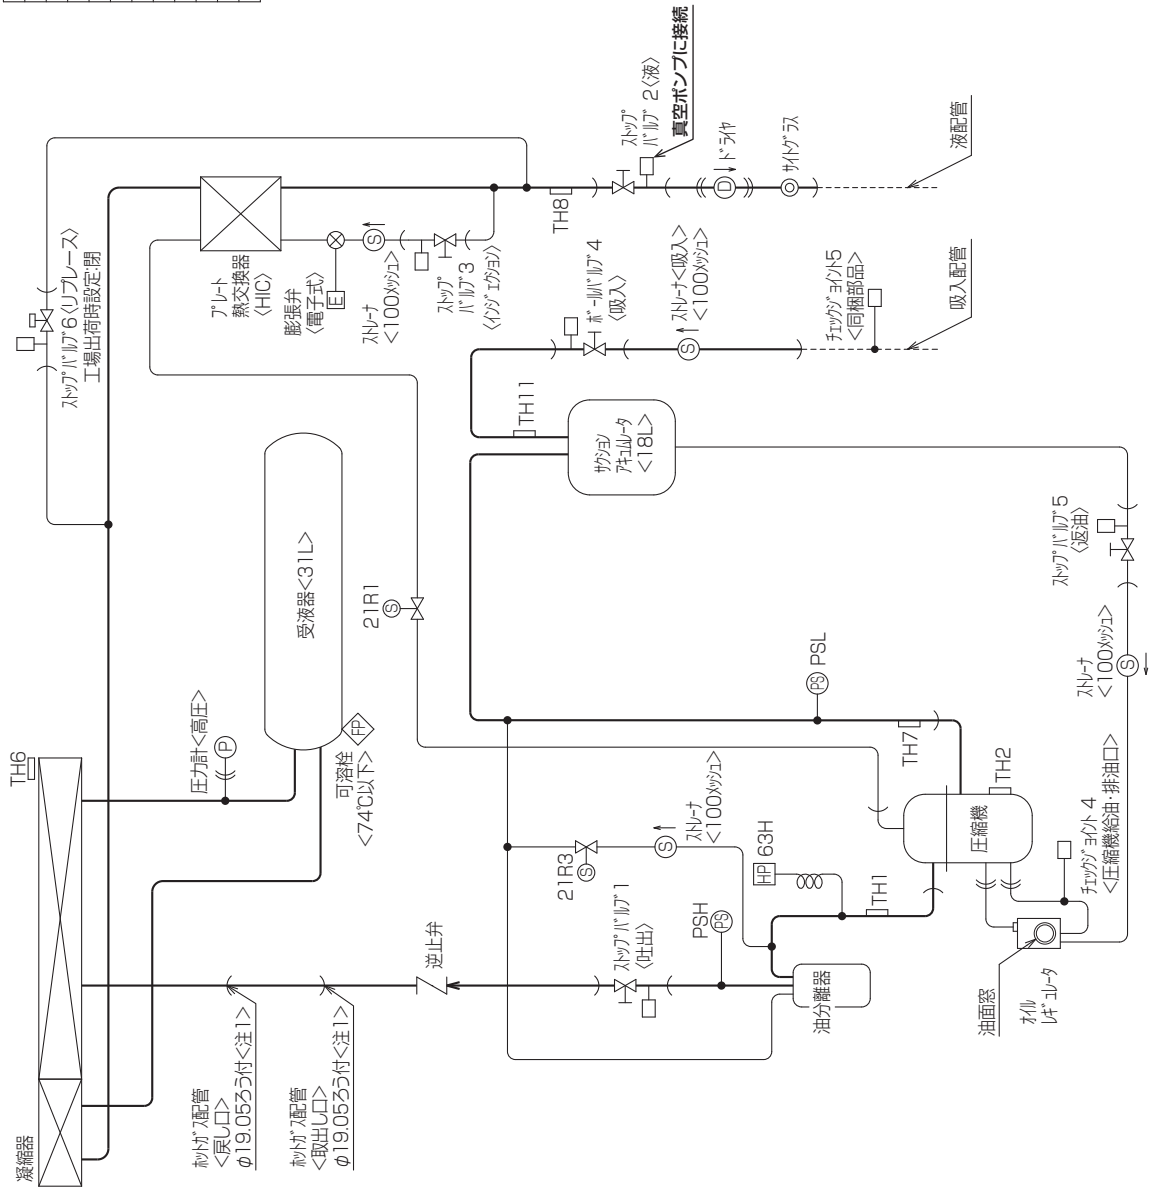 凝縮器
TH6
ホットガス配管
<戻し口>
φ19.05ろう付<注1>
ホットガス配管
<取出し口>
φ19.05ろう付<注1>
逆止弁
圧力計<高圧>
P
可溶栓
<74℃以下>
FP
受液器<31L>
ストップバルブ6<リプレース>
工場出荷時設定:閉
プレート
熱交換器
<HIC>
膨張弁
<電子式>
E
ストレーナ
<100メッシュ>
S
ストップ
バルブ3
<インジェクション>
TH8
ストップ
バルブ2<液>
真空ポンプに接続
D
ドライヤ
サイトグラス
液配管
ボールバルブ4
<吸入>
ストレーナ<吸入>
<100メッシュ>
S
チェックジョイント5
<同梱部品>
吸入配管
TH11
サクション
アキュムレータ
<18L>
21R1
S
PS
PSL
TH7
TH2
圧縮機
ストレーナ
<100メッシュ>
S
21R3
S
HP
63H
TH1
PSH
PS
ストップバルブ1
<吐出>
油分離器
ストップバルブ5
<返油>
ストレーナ
<100メッシュ>
S
チェックジョイント4
<圧縮機給油・排油口>
油面窓
オイル
レギュレータ